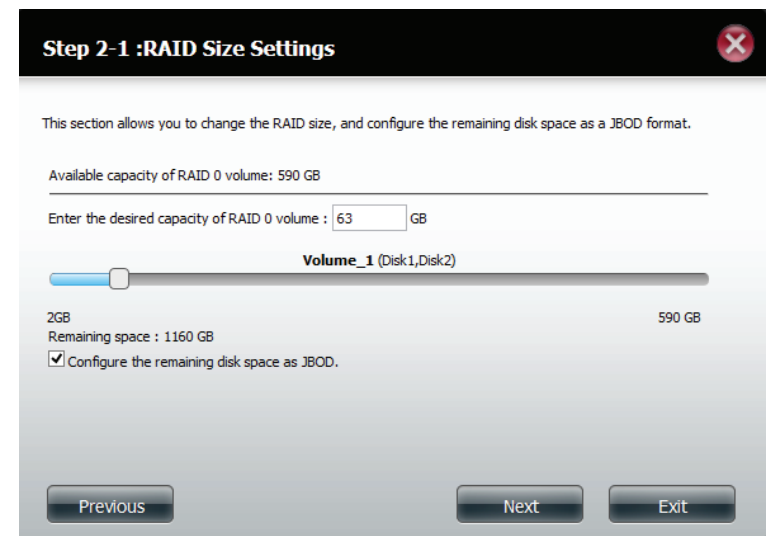 Step 2-1 :RAID Size Settings
This section allows you to change the RAID size, and configure the remaining disk space as a JBOD format.
Available capacity of RAID 0 volume: 590 GB
Enter the desired capacity of RAID 0 volume : 63 GB
Volume_1 (Disk1,Disk2)
2GB 590 GB
Remaining space : 1160 GB
Configure the remaining disk space as JBOD.
Previous Next Exit